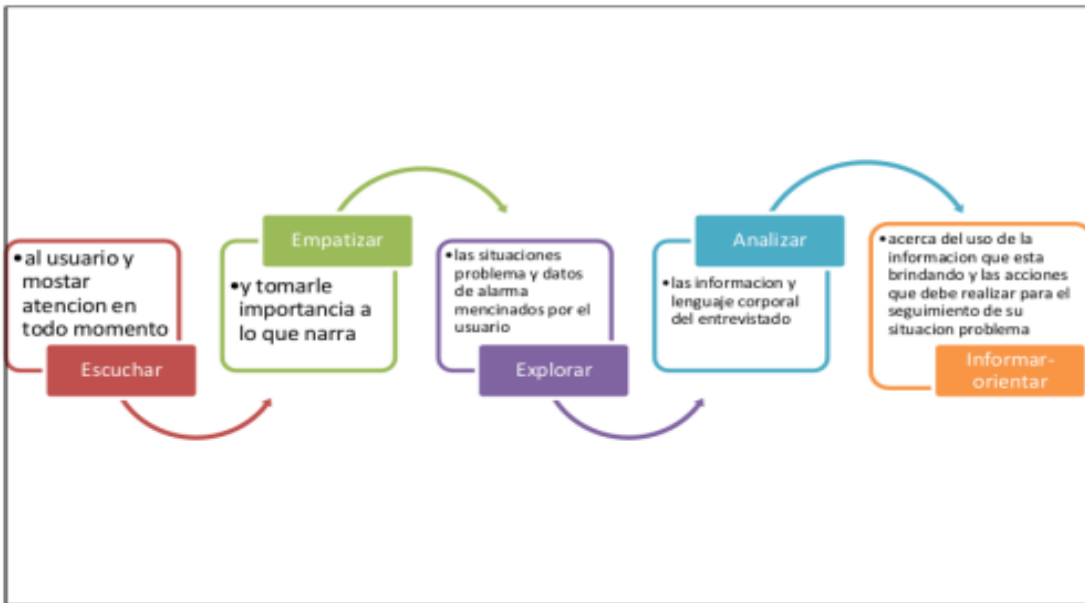 •al usuario y
mostar
atencion en
todo momento
Escuchar
Empatizar
•y tomarle
importancia a
lo que narra
•las situaciones
problema y datos
de alarma
mencinados por el
usuario
Explorar
Analizar
•las informacion y
lenguaje corporal
del entrevistado
•acerca del uso de la
informacion que esta
brindando y las acciones
que debe realizar para el
seguimiento de su
situacion problema
Informar-
orientar